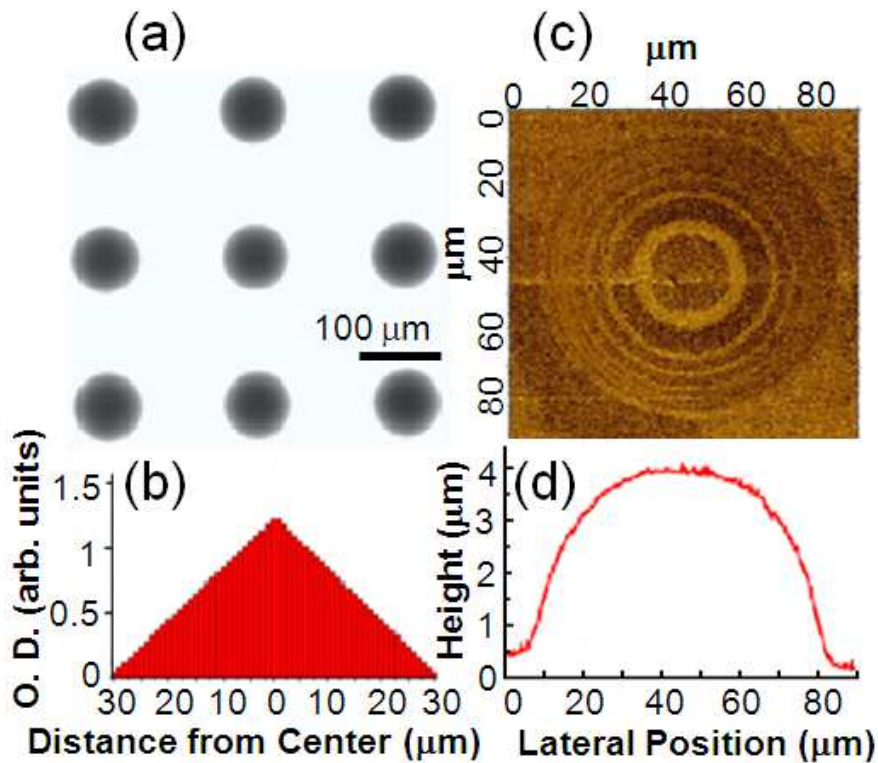 (a)
100 μm
(b)
O. D. (arb. units)
1.5
1
0.5
0
30 20 10 0 10 20 30
Distance from Center (μm)
(c)
μm
0 20 40 60 80
μm
0
20
40
60
80
(d)
Height (μm)
4
3
2
1
0
0 20 40 60 80
Lateral Position (μm)